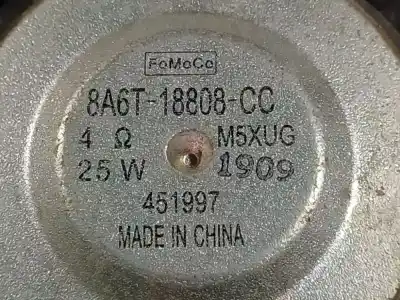 FoMoCo
8A6T-18808-CC
4 Ω M5XUG
25 W 1909
451997
MADE IN CHINA